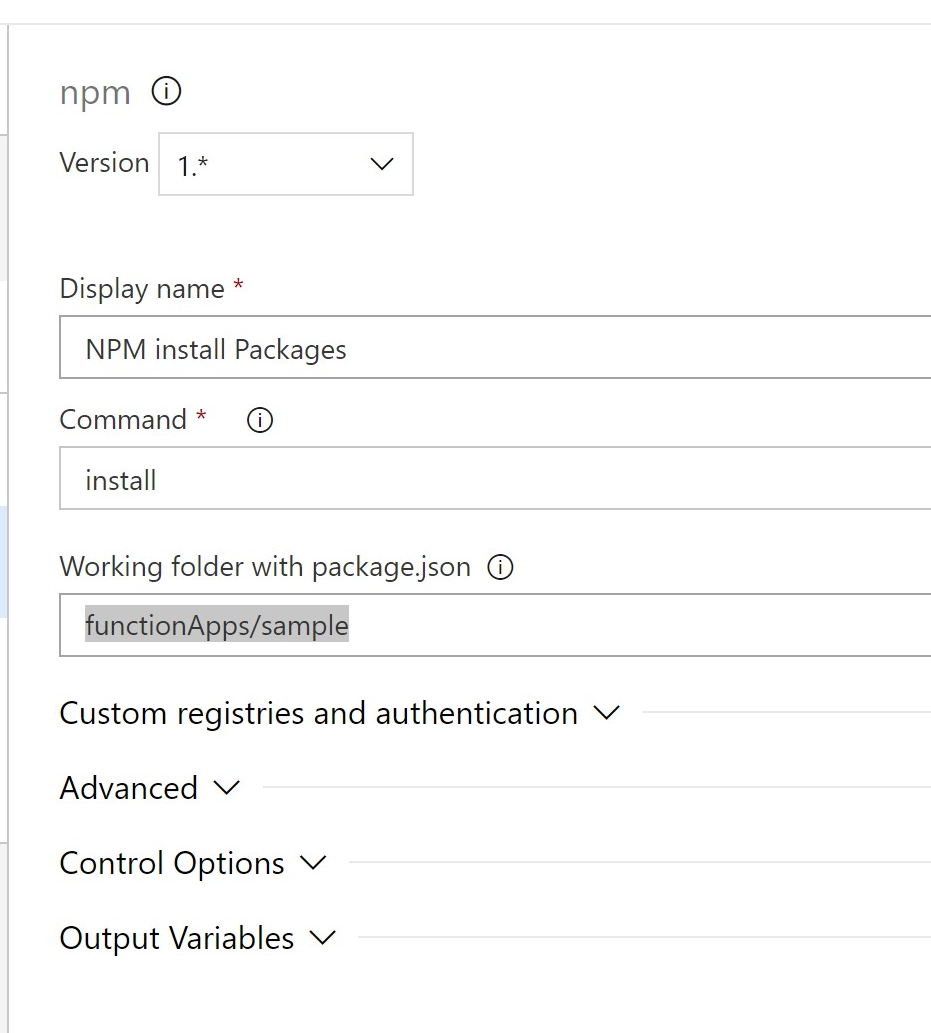 npm
Version 1.*
Display name *
NPM install Packages
Command *
install
Working folder with package.json
functionApps/sample
Custom registries and authentication
Advanced
Control Options
Output Variables